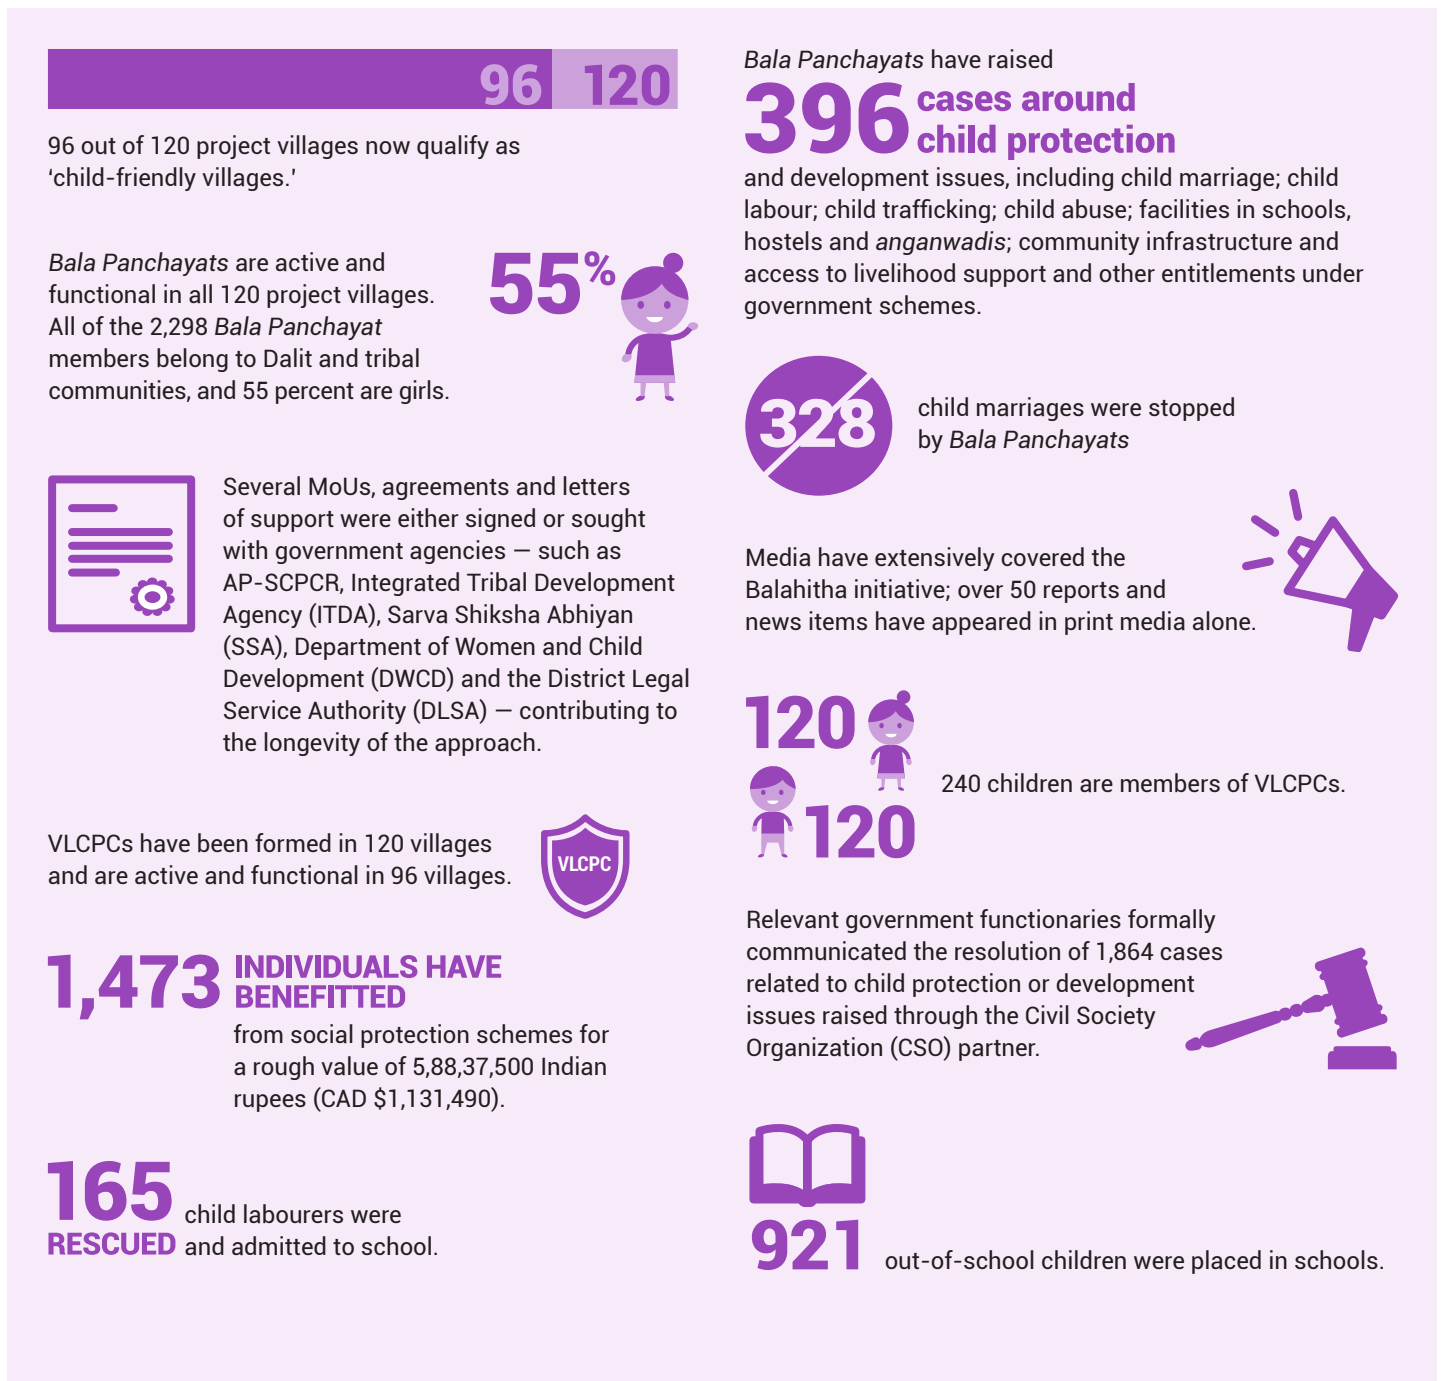 96 120
96 out of 120 project villages now qualify as
‘child-friendly villages.’
Bala Panchayats are active and
functional in all 120 project villages.
All of the 2,298 Bala Panchayat
members belong to Dalit and tribal
communities, and 55 percent are girls.
55%
Several MoUs, agreements and letters
of support were either signed or sought
with government agencies — such as
AP-SCPCR, Integrated Tribal Development
Agency (ITDA), Sarva Shiksha Abhiyan
(SSA), Department of Women and Child
Development (DWCD) and the District Legal
Service Authority (DLSA) — contributing to
the longevity of the approach.
VLCPCs have been formed in 120 villages
and are active and functional in 96 villages.
VLCPC
1,473 INDIVIDUALS HAVE
BENEFITTED
from social protection schemes for
a rough value of 5,88,37,500 Indian
rupees (CAD $1,131,490).
165
RESCUED
child labourers were
and admitted to school.
Bala Panchayats have raised
396 cases around
child protection
and development issues, including child marriage; child
labour; child trafficking; child abuse; facilities in schools,
hostels and anganwadis; community infrastructure and
access to livelihood support and other entitlements under
government schemes.
328
child marriages were stopped
by Bala Panchayats
Media have extensively covered the
Balahitha initiative; over 50 reports and
news items have appeared in print media alone.
120
120
240 children are members of VLCPCs.
Relevant government functionaries formally
communicated the resolution of 1,864 cases
related to child protection or development
issues raised through the Civil Society
Organization (CSO) partner.
921 out-of-school children were placed in schools.